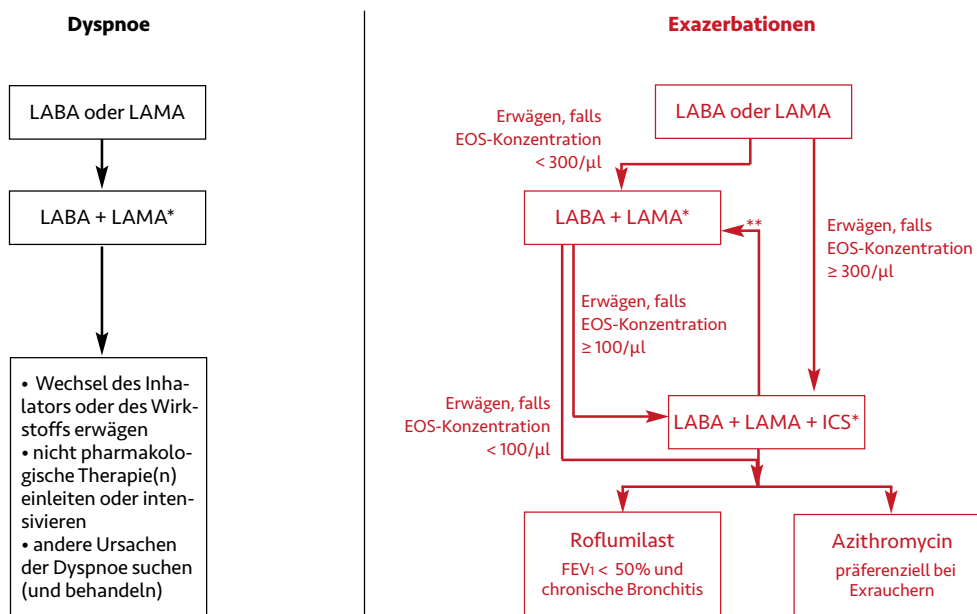 Dyspnoe
LABA oder LAMA
LABA + LAMA*
• Wechsel des Inha-
lators oder des Wirk-
stoffs erwägen
• nicht pharmakolo-
gische Therapie(n)
einleiten oder inten-
sivieren
• andere Ursachen
der Dyspnoe suchen
(und behandeln)
Exazerbationen
LABA oder LAMA
Erwägen, falls
EOS-Konzentration
< 300/µl
LABA + LAMA*
**
Erwägen, falls
EOS-Konzentration
≥ 300/µl
Erwägen, falls
EOS-Konzentration
≥ 100/µl
Erwägen, falls
EOS-Konzentration
< 100/µl
LABA + LAMA + ICS*
Roflumilast
FEV1 < 50% und
chronische Bronchitis
Azithromycin
präferenziell bei
Exrauchern